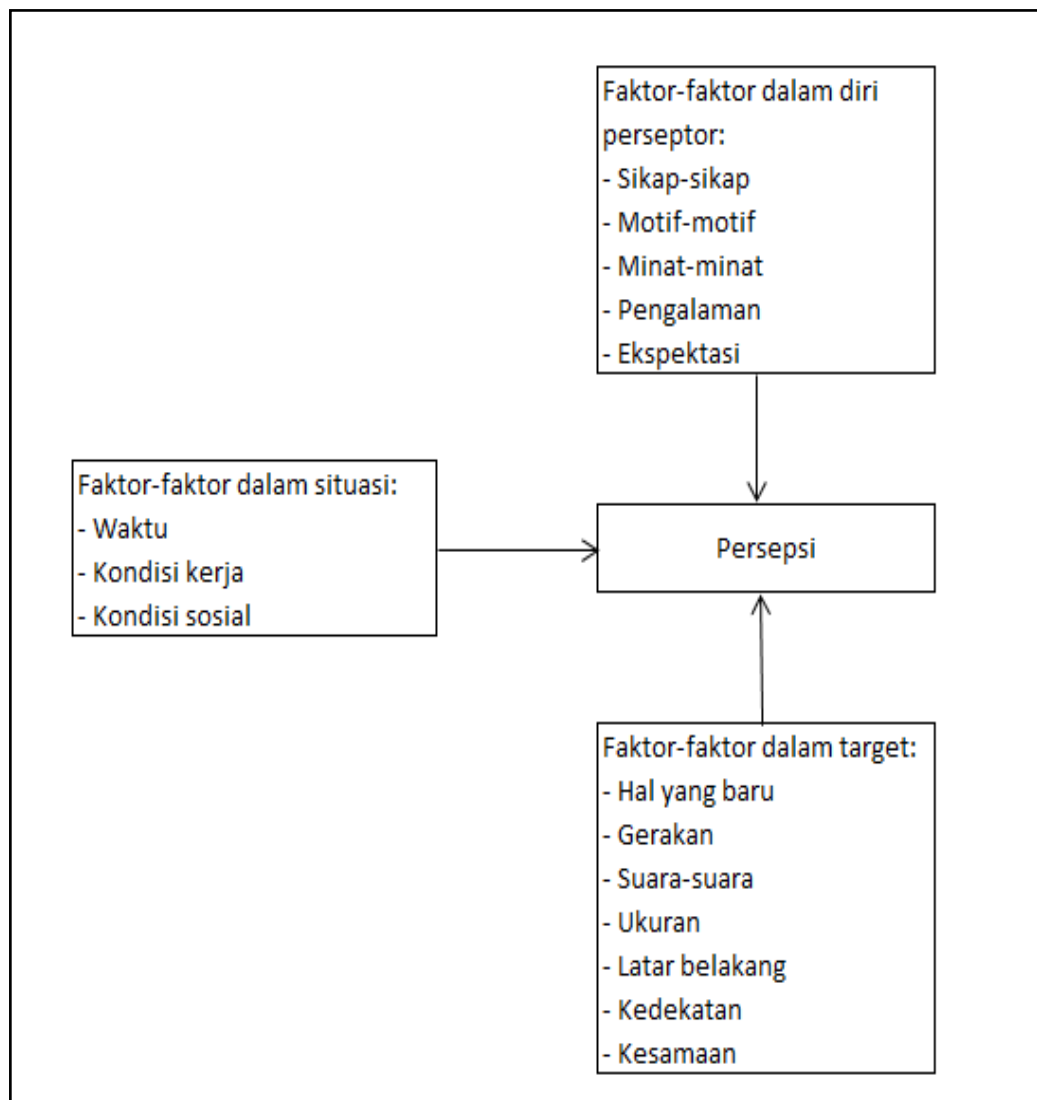 Faktor-faktor dalam diri
perseptor:
- Sikap-sikap
- Motif-motif
- Minat-minat
- Pengalaman
- Ekspektasi
Faktor-faktor dalam situasi:
- Waktu
- Kondisi kerja
- Kondisi sosial
Persepsi
Faktor-faktor dalam target:
- Hal yang baru
- Gerakan
- Suara-suara
- Ukuran
- Latar belakang
- Kedekatan
- Kesamaan